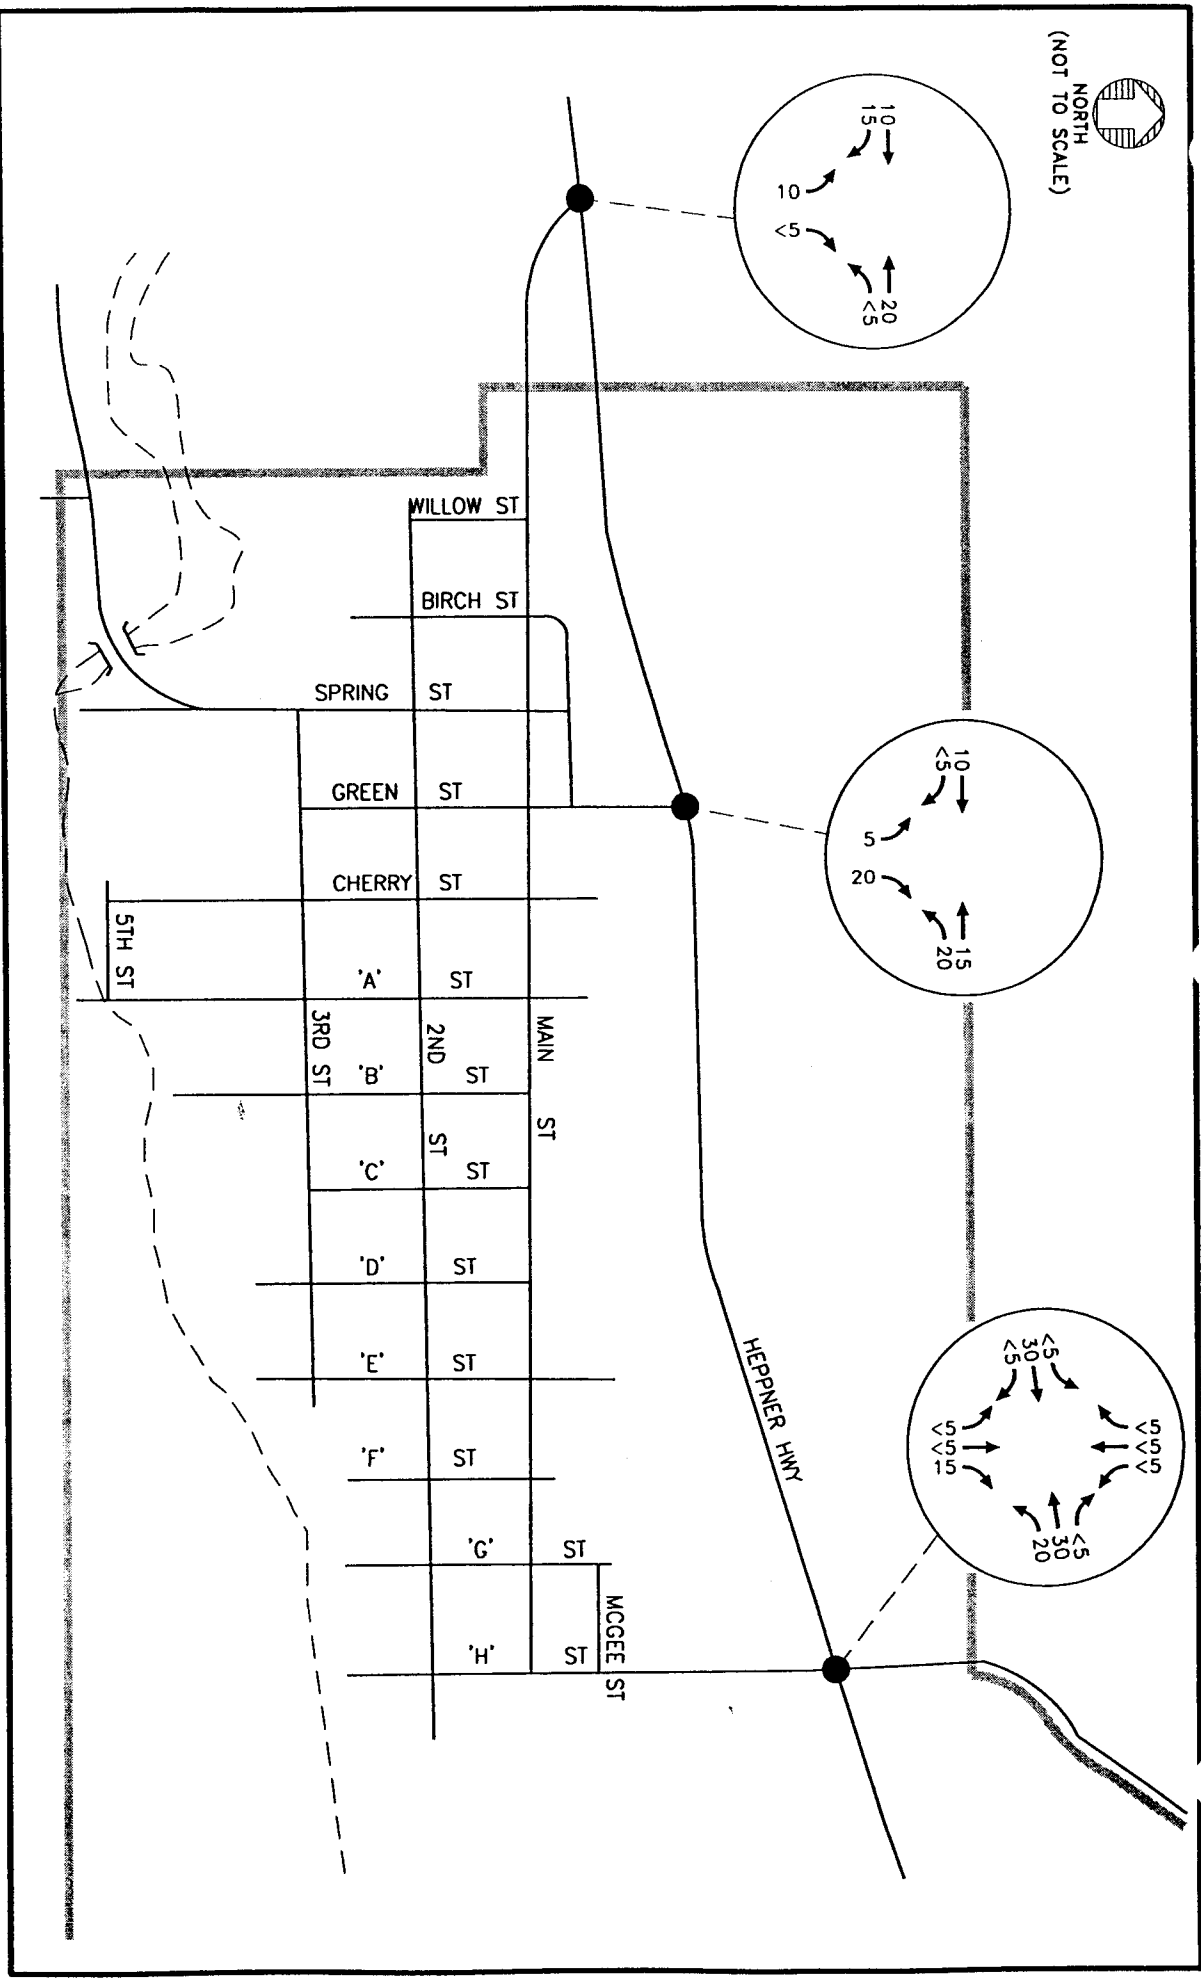 NORTH
(NOT TO SCALE)
10
15
10
<5
20
<5
WILLOW ST
BIRCH ST
SPRING ST
GREEN ST
CHERRY ST
10
<5
5
20
15
20
5TH ST
'A' ST
3RD ST
2ND ST
MAIN ST
'B' ST
'C' ST
'D' ST
'E' ST
'F' ST
'G' ST
'H' ST
MCGEE ST
HEPPNER HWY
<5
30
<5
<5
<5
15
<5
<5
<5
<5
30
20